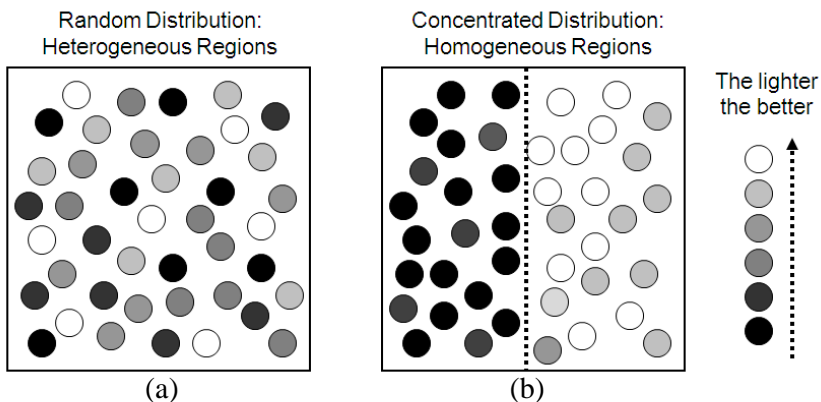 Random Distribution:
Heterogeneous Regions
Concentrated Distribution:
Homogeneous Regions
The lighter
the better
(a)
(b)